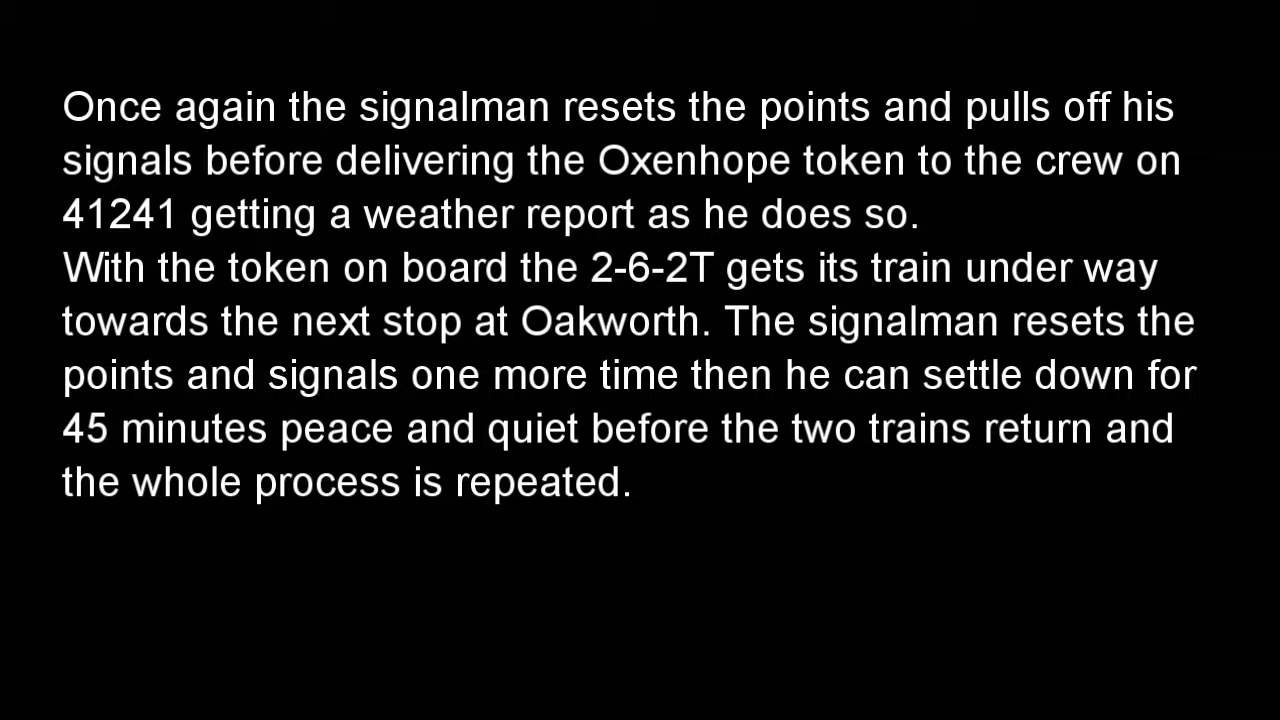 Once again the signalman resets the points and pulls off his
signals before delivering the Oxenhope token to the crew on
41241 getting a weather report as he does so.
With the token on board the 2-6-2T gets its train under way
towards the next stop at Oakworth. The signalman resets the
points and signals one more time then he can settle down for
45 minutes peace and quiet before the two trains return and
the whole process is repeated.